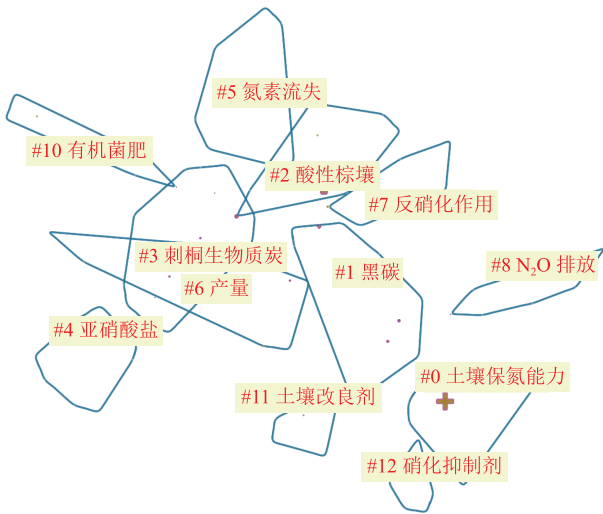 #5 氮素流失
#10 有机菌肥
#2 酸性棕壤
#7 反硝化作用
#3 刺桐生物质炭
#1 黑碳
#8 N₂O 排放
#6 产量
#4 亚硝酸盐
#0 土壤保氮能力
#11 土壤改良剂
#12 硝化抑制剂